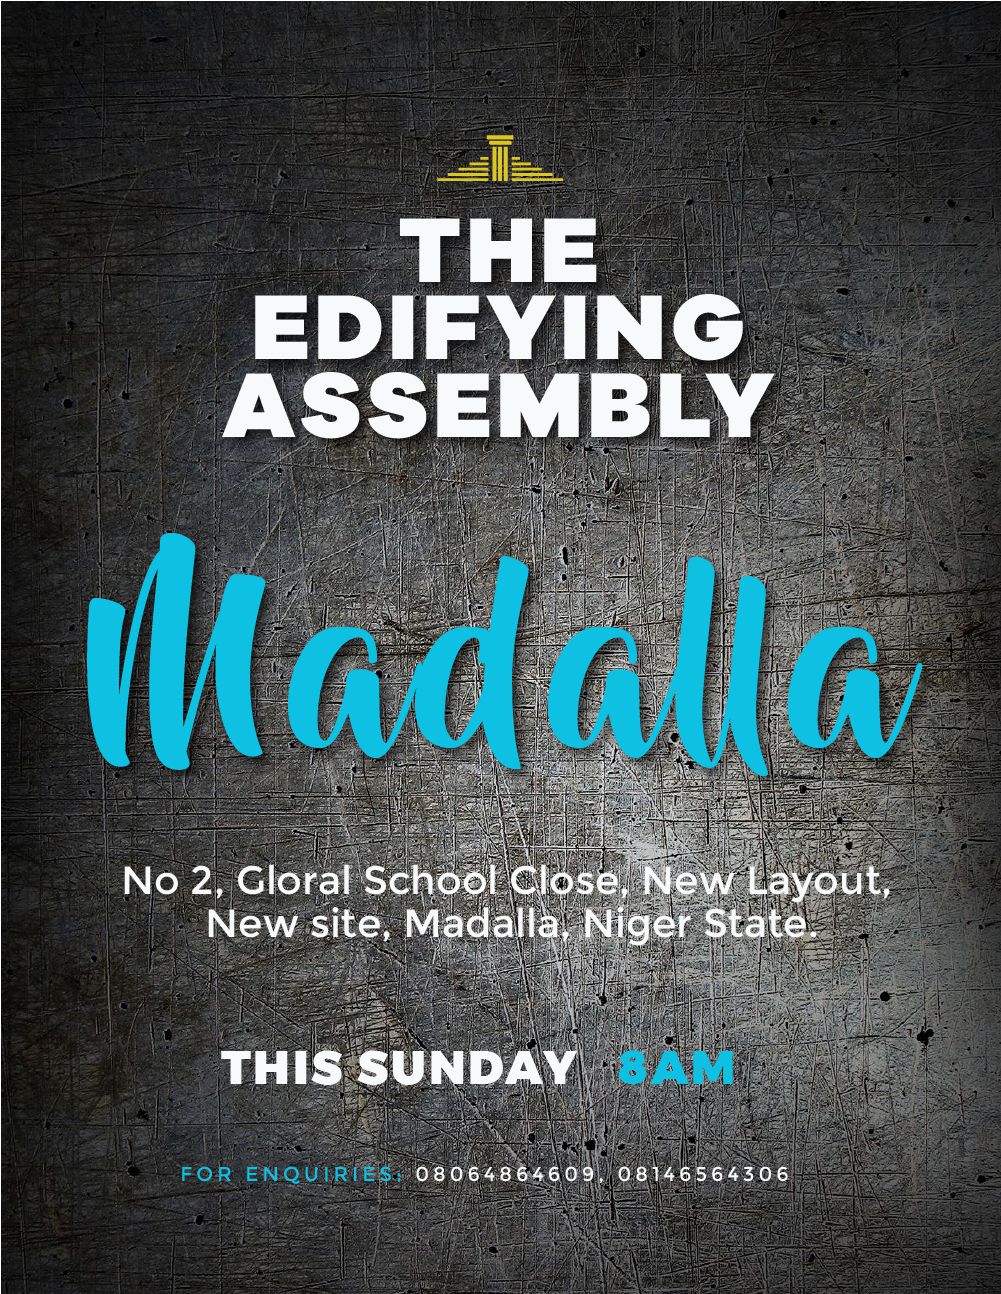 THE
EDIFYING
ASSEMBLY
Madalla
No 2, Gloral School Close, New Layout,
New site, Madalla, Niger State.
THIS SUNDAY 8AM
FOR ENQUIRIES: 08064864609, 08146564306